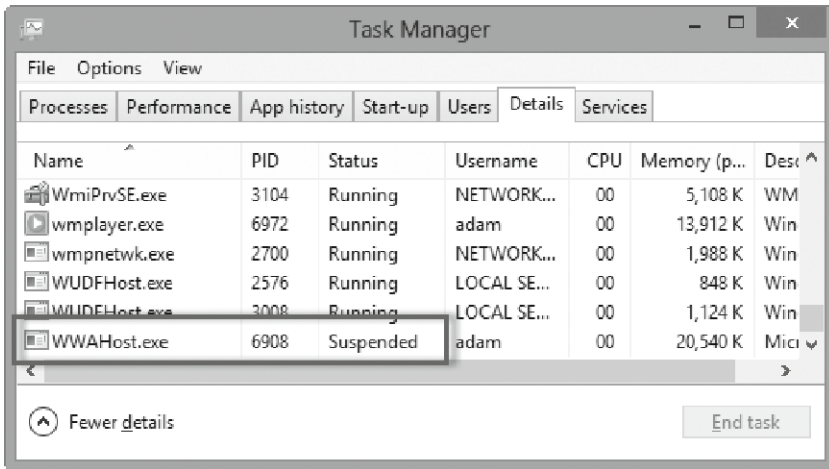 Task Manager
File Options View
Processes Performance App history Start-up Users Details Services
Name PID Status Username CPU Memory (p... Desc
WmiPrvSE.exe 3104 Running NETWORK... 00 5,108 K WM
wmplayer.exe 6972 Running adam 00 13,912 K Win
wmpnetwk.exe 2700 Running NETWORK... 00 1,988 K Win
WUDFHost.exe 2576 Running LOCAL SE... 00 848 K Win
WUDFHost.exe 3008 Running LOCAL SE... 00 1,124 K Win
WWAHost.exe 6908 Suspended adam 00 20,540 K Micr
Fewer details End task